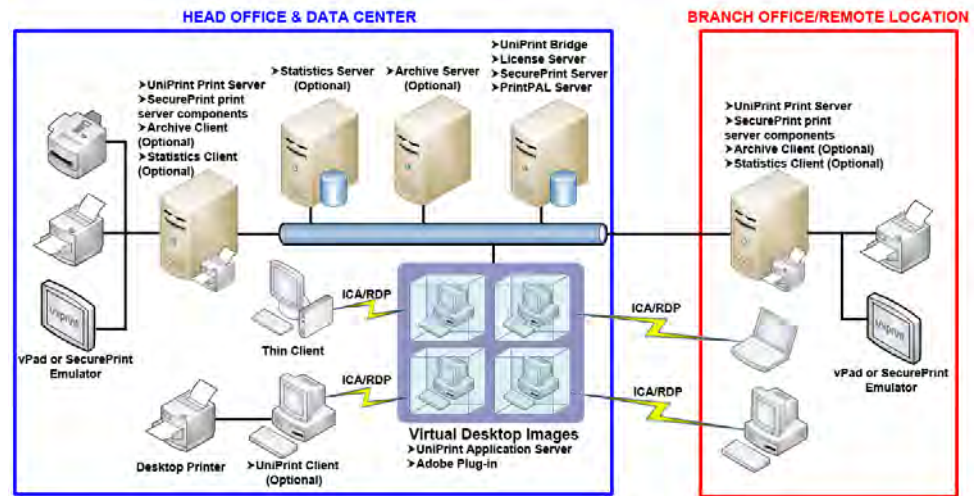 HEAD OFFICE & DATA CENTER
BRANCH OFFICE/REMOTE LOCATION
➤UniPrint Print Server
➤SecurePrint print
server components
➤Archive Client
(Optional)
➤Statistics Client
(Optional)
➤Statistics Server
(Optional)
➤Archive Server
(Optional)
➤UniPrint Bridge
➤License Server
➤SecurePrint Server
➤PrintPAL Server
➤UniPrint Print Server
➤SecurePrint print
server components
➤Archive Client (Optional)
➤Statistics Client (Optional)
uniprint
vPad or SecurePrint
Emulator
ICA/RDP
Thin Client
ICA/RDP
ICA/RDP
ICA/RDP
uniprint
vPad or SecurePrint
Emulator
Desktop Printer
➤UniPrint Client
(Optional)
Virtual Desktop Images
➤UniPrint Application Server
➤Adobe Plug-in